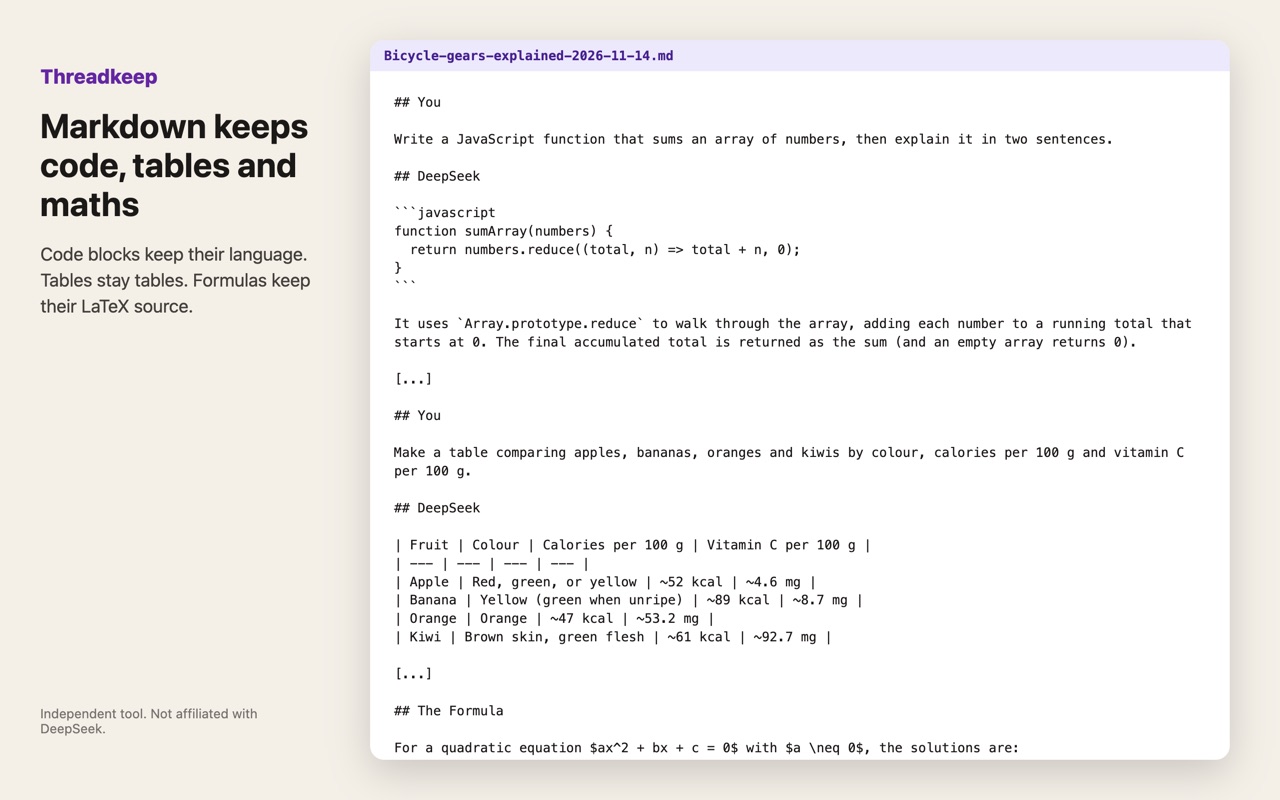 Threadkeep
Markdown keeps
code, tables and
maths
Code blocks keep their language.
Tables stay tables. Formulas keep
their LaTeX source.
Independent tool. Not affiliated with
DeepSeek.
Bicycle-gears-explained-2026-11-14.md
## You
Write a JavaScript function that sums an array of numbers, then explain it in two sentences.
## DeepSeek
```javascript
function sumArray(numbers) {
  return numbers.reduce((total, n) => total + n, 0);
}
```
It uses `Array.prototype.reduce` to walk through the array, adding each number to a running total that
starts at 0. The final accumulated total is returned as the sum (and an empty array returns 0).
[...]
## You
Make a table comparing apples, bananas, oranges and kiwis by colour, calories per 100 g and vitamin C
per 100 g.
## DeepSeek
| Fruit | Colour | Calories per 100 g | Vitamin C per 100 g |
| --- | --- | --- | --- |
| Apple | Red, green, or yellow | ~52 kcal | ~4.6 mg |
| Banana | Yellow (green when unripe) | ~89 kcal | ~8.7 mg |
| Orange | Orange | ~47 kcal | ~53.2 mg |
| Kiwi | Brown skin, green flesh | ~61 kcal | ~92.7 mg |
[...]
## The Formula
For a quadratic equation $ax^2 + bx + c = 0$ with $a \neq 0$, the solutions are: